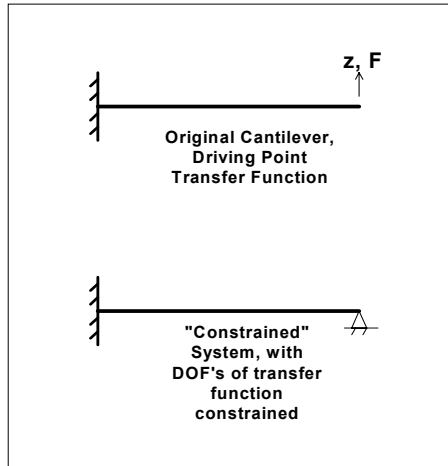 z, F
Original Cantilever,
Driving Point
Transfer Function
"Constrained"
System, with
DOF's of transfer
function
constrained